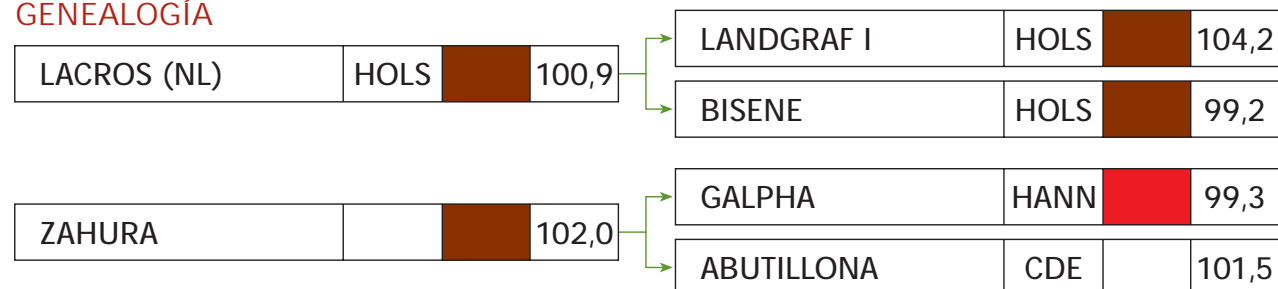 GENEALOGÍA
LACROS (NL) HOLS 100,9
LANDGRAF I HOLS 104,2
BISENE HOLS 99,2
ZAHURA 102,0
GALPHA HANN 99,3
ABUTILLONA CDE 101,5